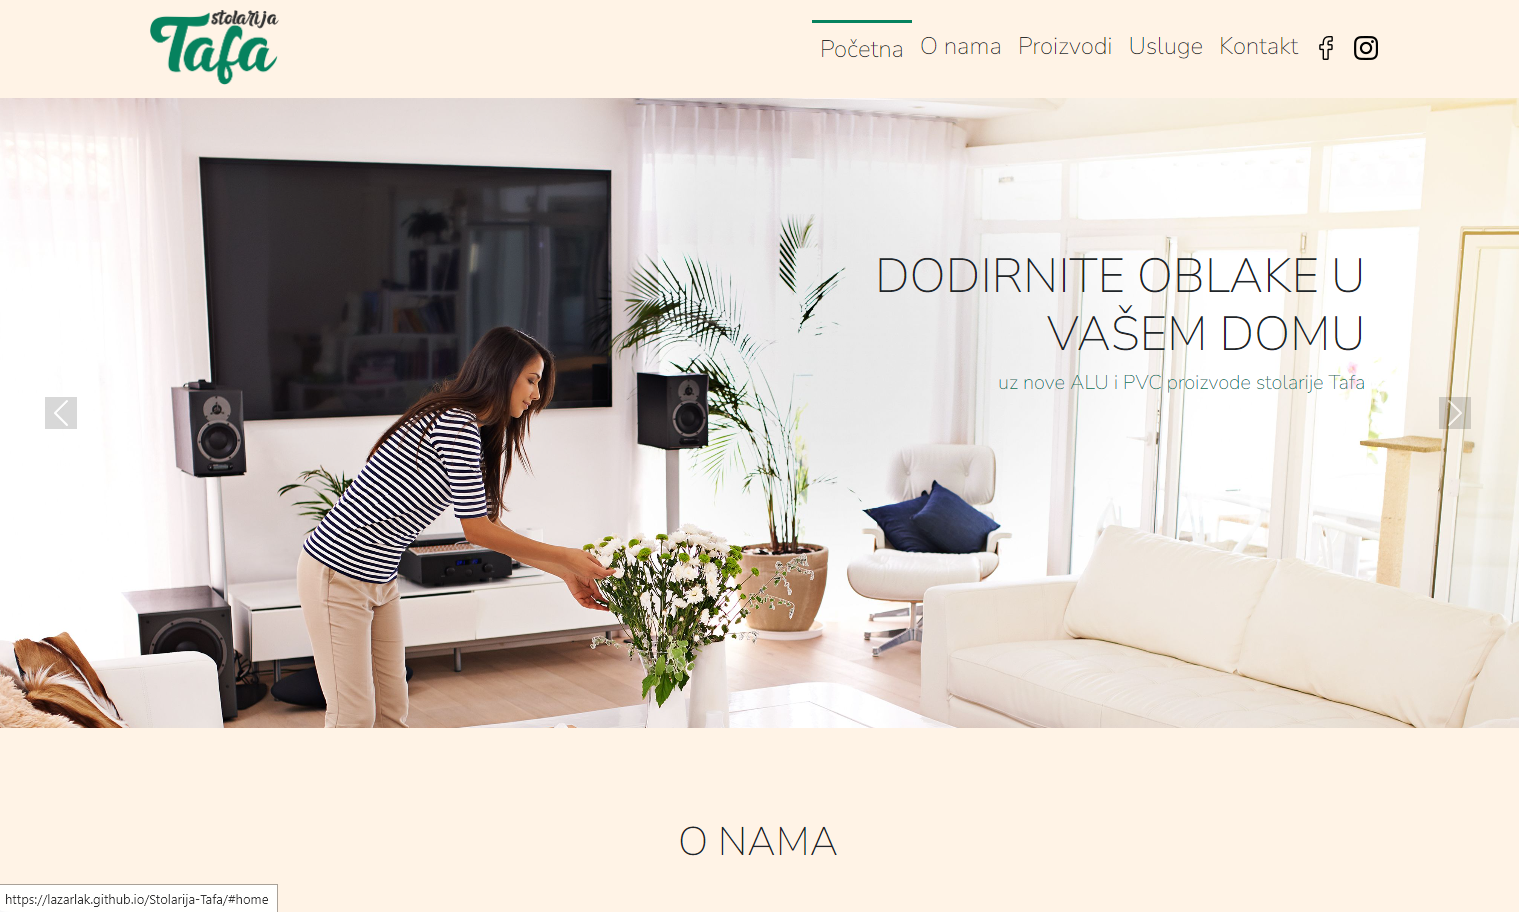 stolarija
Tafa
Početna O nama Proizvodi Usluge Kontakt
DODIRNITE OBLAKE U
VAŠEM DOMU
uz nove ALU i PVC proizvode stolarije Tafa
O NAMA
https://lazarlak.github.io/Stolarija-Tafa/#home